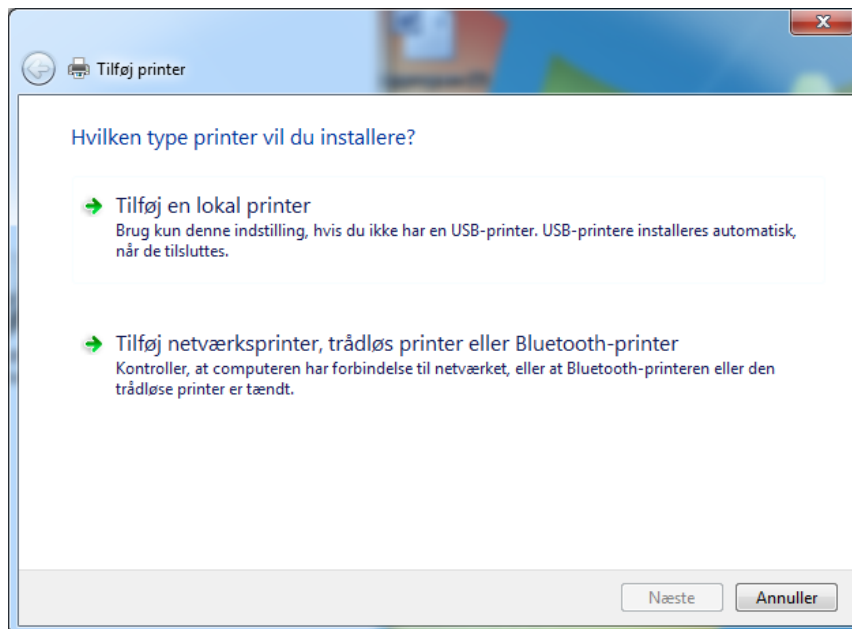 Tilføj printer
Hvilken type printer vil du installere?
Tilføj en lokal printer
Brug kun denne indstilling, hvis du ikke har en USB-printer. USB-printere installeres automatisk,
når de tilsluttes.
Tilføj netværksprinter, trådløs printer eller Bluetooth-printer
Kontroller, at computeren har forbindelse til netværket, eller at Bluetooth-printeren eller den
trådløse printer er tændt.
Næste
Annuller